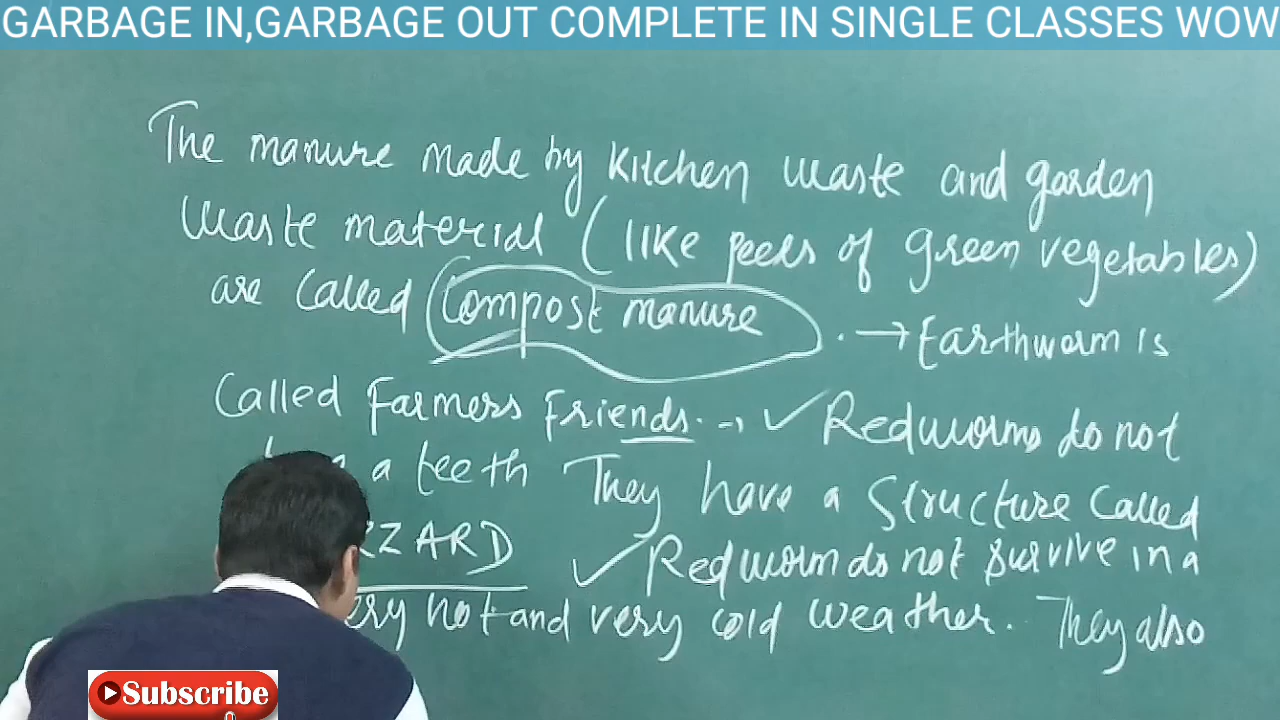 GARBAGE IN,GARBAGE OUT COMPLETE IN SINGLE CLASSES WOW
The manure made by Kitchen waste and garden
waste material (like peels of green vegetables)
are Called Compost manure . → Earthworm is
Called Farmers Friends. → ✓ Redworms do not
a teeth They have a Structure Called
ZARD ✓ Redworm do not survive in a
ery hot and very cold weather. They also
Subscribe